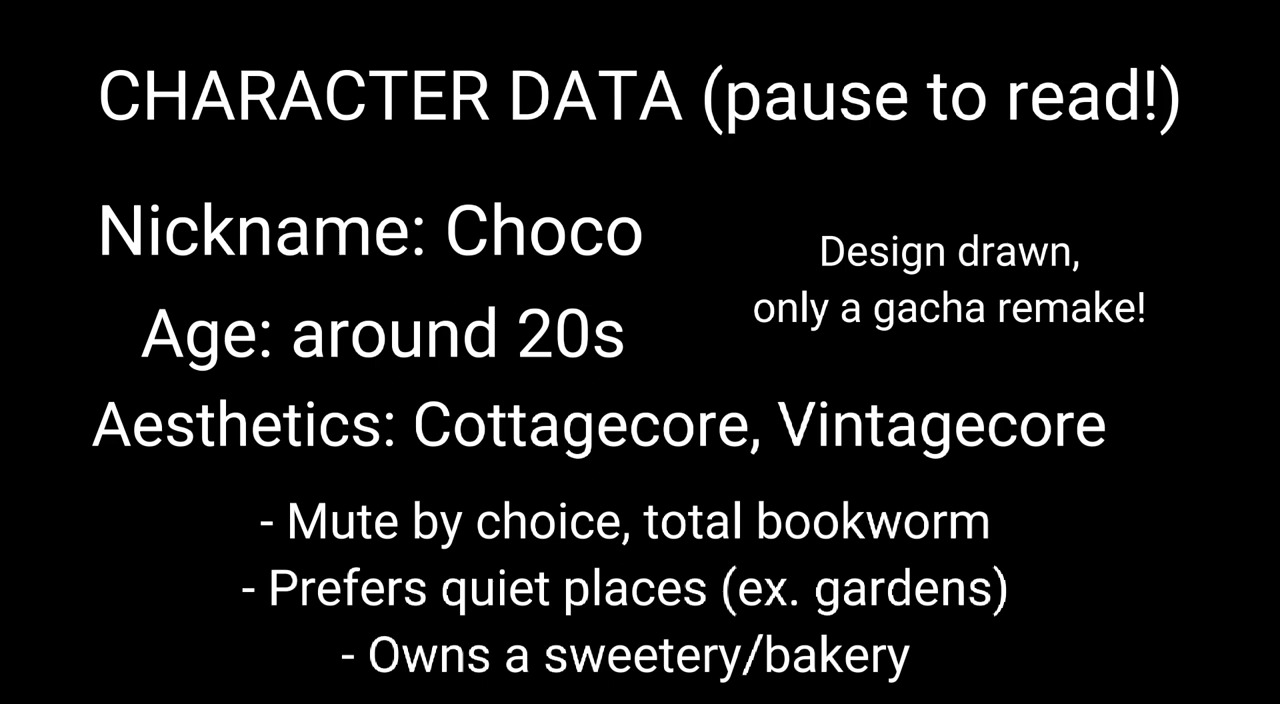 CHARACTER DATA (pause to read!)
Nickname: Choco
Design drawn,
only a gacha remake!
Age: around 20s
Aesthetics: Cottagecore, Vintagecore
- Mute by choice, total bookworm
- Prefers quiet places (ex. gardens)
- Owns a sweetery/bakery